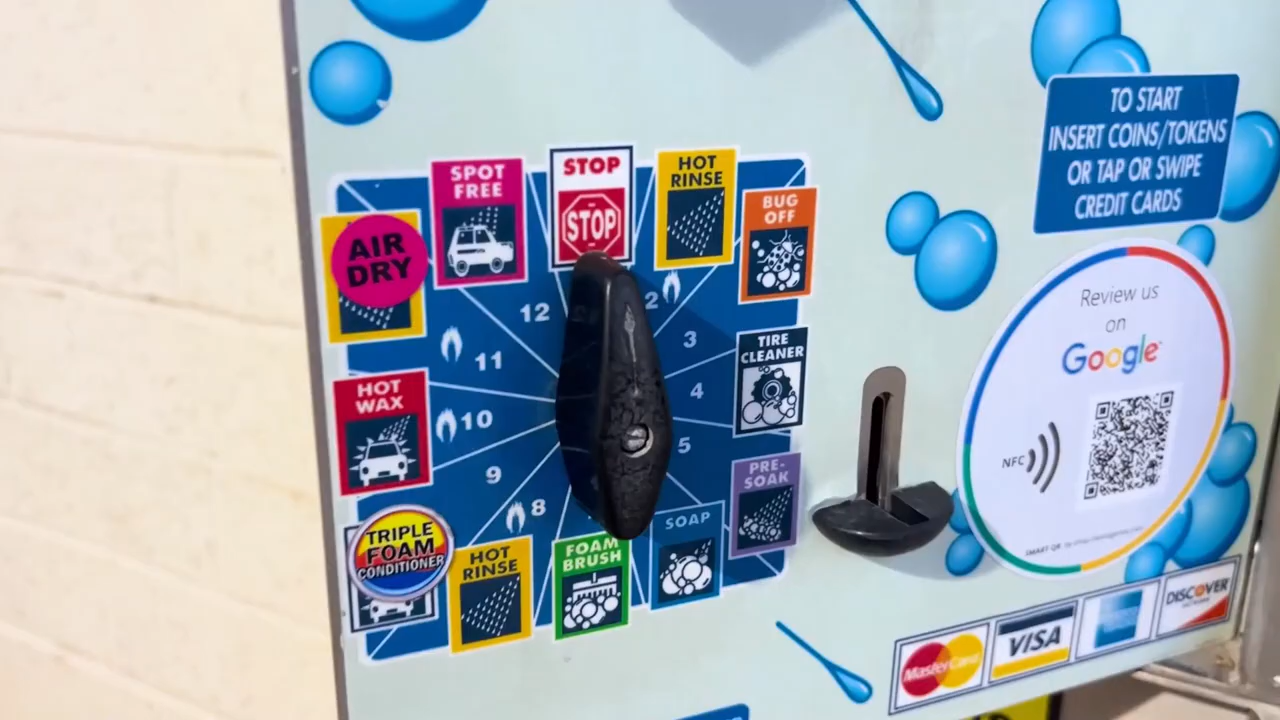 TO START
INSERT COINS/TOKENS
OR TAP OR SWIPE
CREDIT CARDS
STOP
STOP
HOT
RINSE
BUG
OFF
TIRE
CLEANER
PRE-
SOAK
SOAP
FOAM
BRUSH
HOT
RINSE
TRIPLE
FOAM
CONDITIONER
HOT
WAX
AIR
DRY
SPOT
FREE
2
3
4
5
8
9
10
11
12
Review us
on
Google
NFC
MasterCard
VISA
DISCOVER